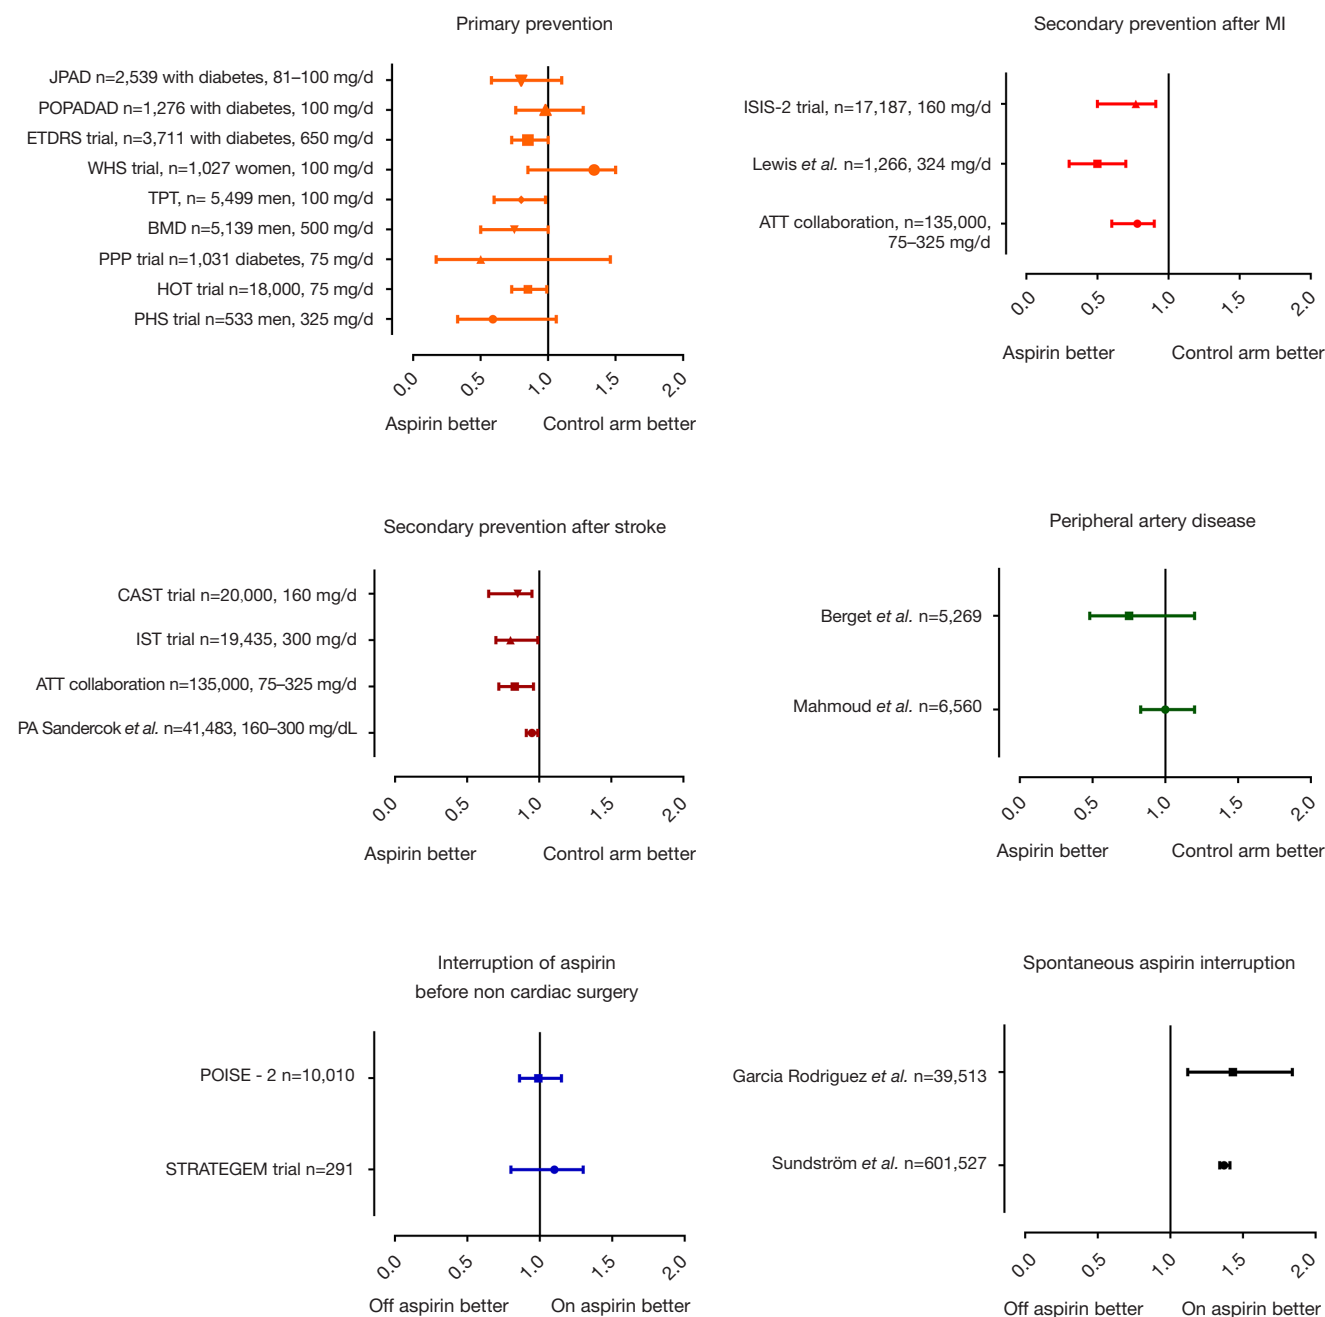 Primary prevention
JPAD n=2,539 with diabetes, 81–100 mg/d
POPADAD n=1,276 with diabetes, 100 mg/d
ETDRS trial, n=3,711 with diabetes, 650 mg/d
WHS trial, n=1,027 women, 100 mg/d
TPT, n= 5,499 men, 100 mg/d
BMD n=5,139 men, 500 mg/d
PPP trial n=1,031 diabetes, 75 mg/d
HOT trial n=18,000, 75 mg/d
PHS trial n=533 men, 325 mg/d
0.0 0.5 1.0 1.5 2.0
Aspirin better Control arm better
Secondary prevention after MI
ISIS-2 trial, n=17,187, 160 mg/d
Lewis et al. n=1,266, 324 mg/d
ATT collaboration, n=135,000,
75–325 mg/d
0.0 0.5 1.0 1.5 2.0
Aspirin better Control arm better
Secondary prevention after stroke
CAST trial n=20,000, 160 mg/d
IST trial n=19,435, 300 mg/d
ATT collaboration n=135,000, 75–325 mg/d
PA Sandercok et al. n=41,483, 160–300 mg/dL
0.0 0.5 1.0 1.5 2.0
Aspirin better Control arm better
Peripheral artery disease
Berget et al. n=5,269
Mahmoud et al. n=6,560
0.0 0.5 1.0 1.5 2.0
Aspirin better Control arm better
Interruption of aspirin
before non cardiac surgery
POISE - 2 n=10,010
STRATEGEM trial n=291
0.0 0.5 1.0 1.5 2.0
Off aspirin better On aspirin better
Spontaneous aspirin interruption
Garcia Rodriguez et al. n=39,513
Sundström et al. n=601,527
0.0 0.5 1.0 1.5 2.0
Off aspirin better On aspirin better